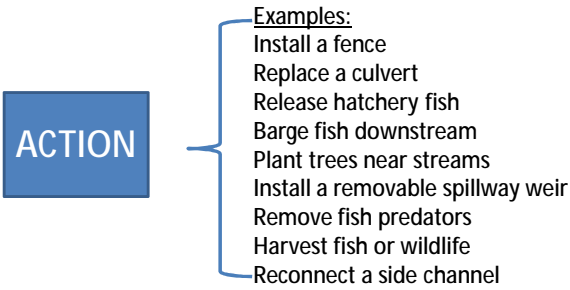 ACTION
Examples:
Install a fence
Replace a culvert
Release hatchery fish
Barge fish downstream
Plant trees near streams
Install a removable spillway weir
Remove fish predators
Harvest fish or wildlife
Reconnect a side channel